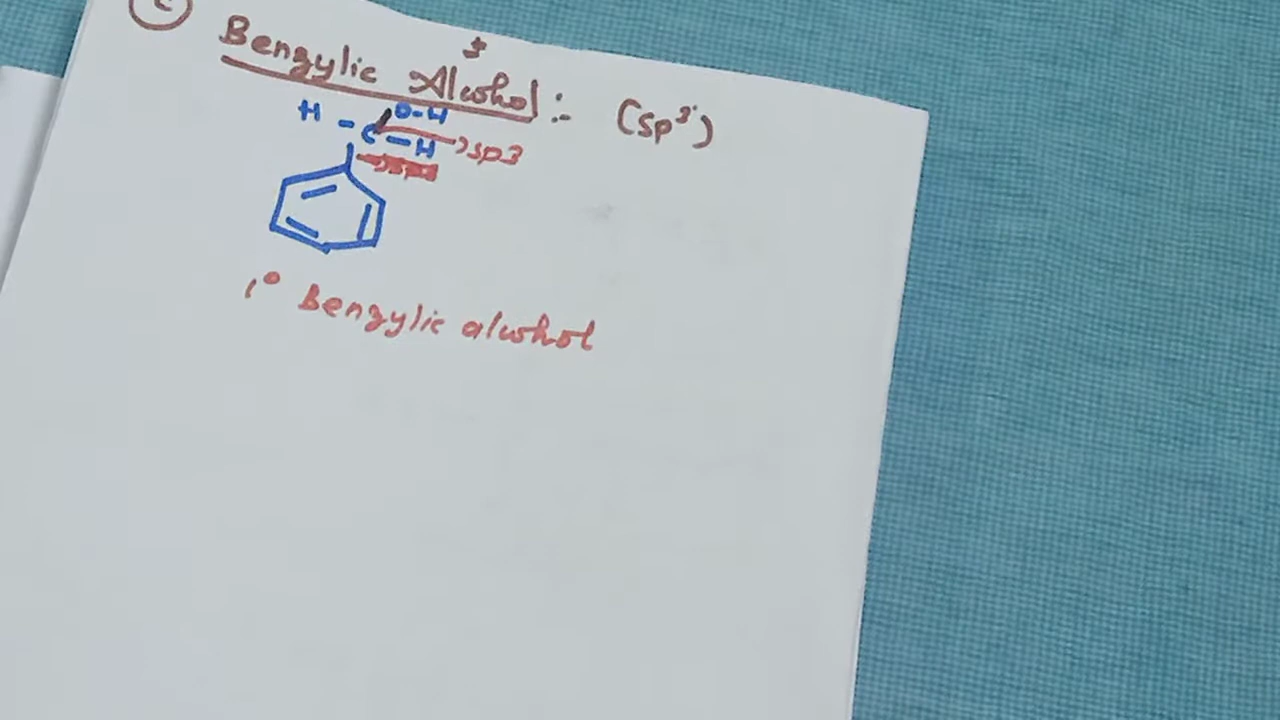 Benzylic Alcohol :- (sp³)
O-H
H - C - H → sp3
1° Benzylic alcohol